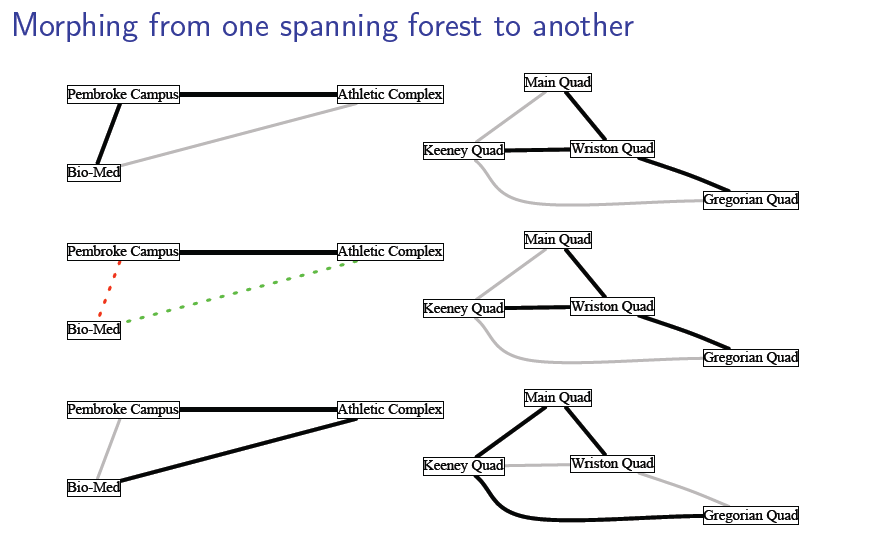 Morphing from one spanning forest to another
Main Quad
Pembroke Campus
Athletic Complex
Keeney Quad
Wriston Quad
Bio-Med
Gregorian Quad
Main Quad
Pembroke Campus
Athletic Complex
Keeney Quad
Wriston Quad
Bio-Med
Gregorian Quad
Main Quad
Pembroke Campus
Athletic Complex
Keeney Quad
Wriston Quad
Bio-Med
Gregorian Quad